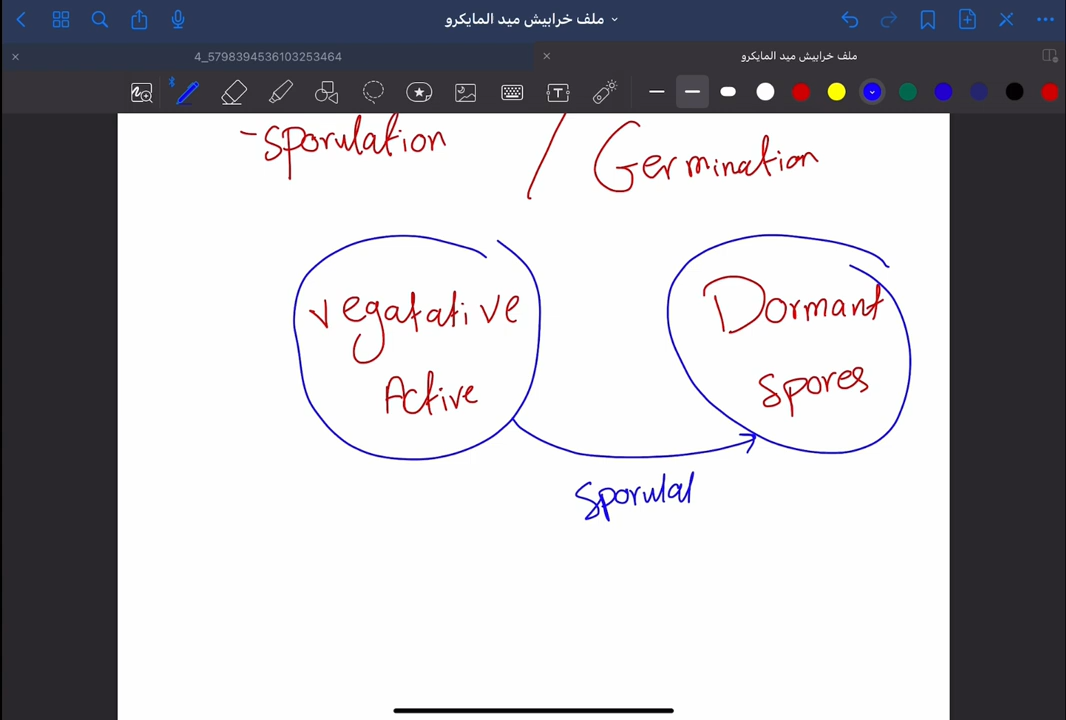 ملف خرابيش ميد المايكرو
4_5798394536103253464
ملف خرابيش ميد المايكرو
-Sporulation / Germination
Vegatative
Active
Dormant
Spores
Sporulat